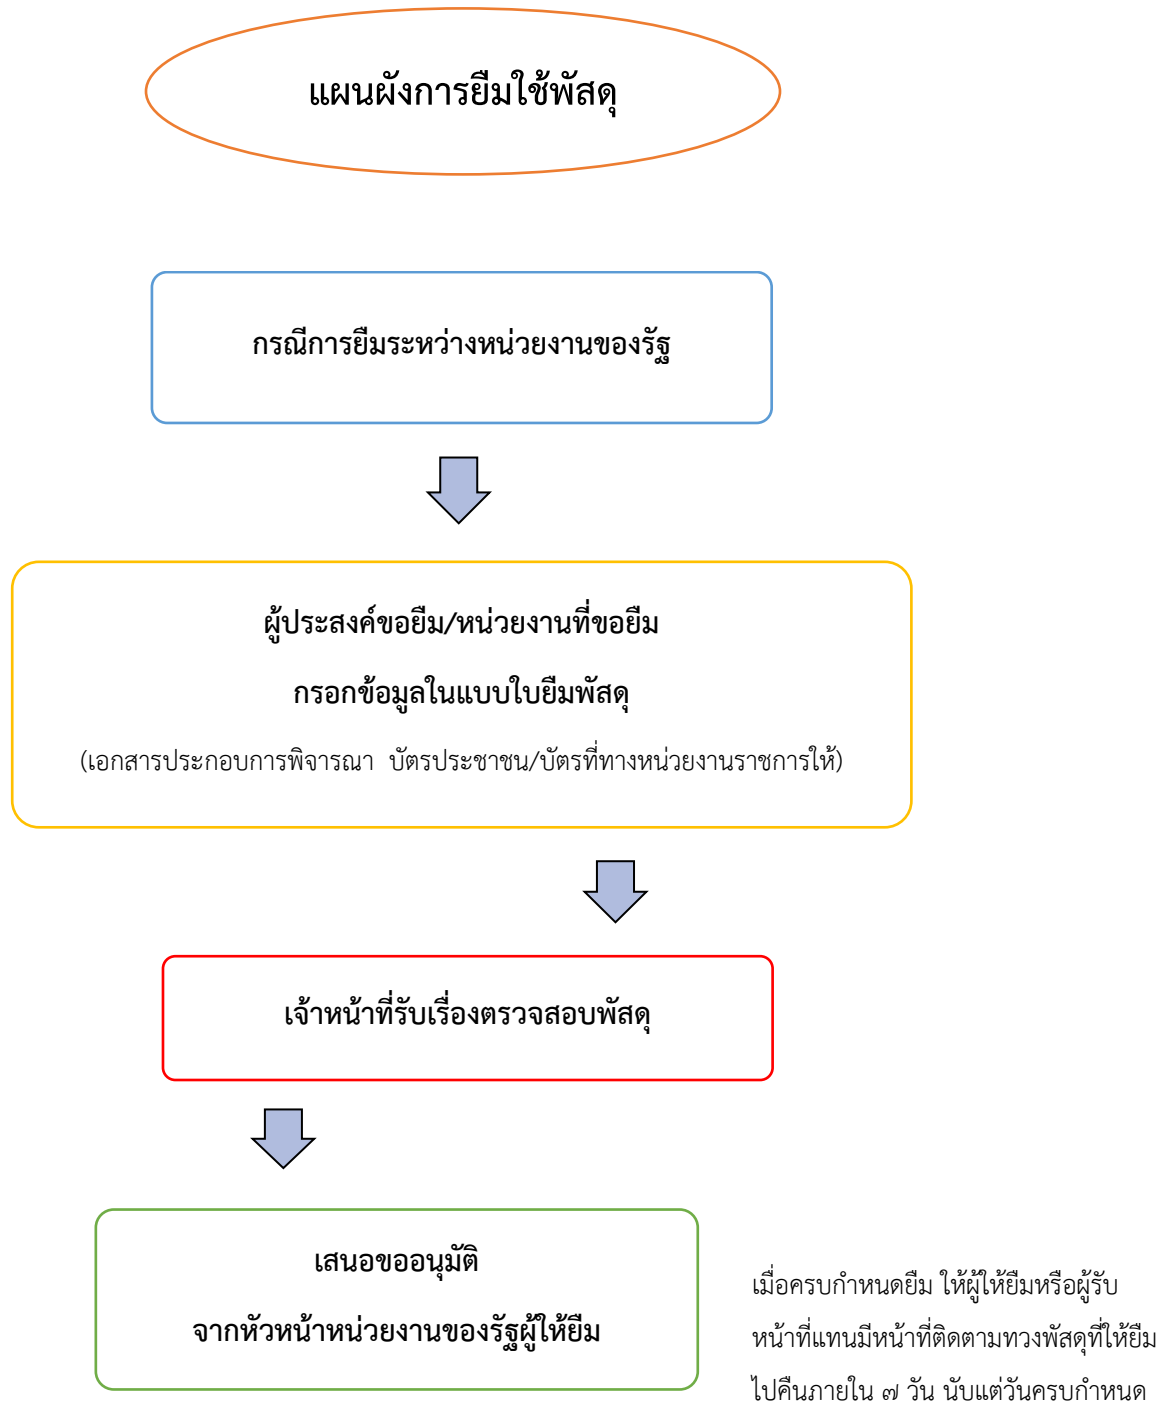 แผนผังการยืมใช้พัสดุ
กรณีการยืมระหว่างหน่วยงานของรัฐ
ผู้ประสงค์ขอยืม/หน่วยงานที่ขอยืม
กรอกข้อมูลในแบบใบยืมพัสดุ
(เอกสารประกอบการพิจารณา บัตรประชาชน/บัตรที่ทางหน่วยงานราชการให้)
เจ้าหน้าที่รับเรื่องตรวจสอบพัสดุ
เสนอขออนุมัติ
จากหัวหน้าหน่วยงานของรัฐผู้ให้ยืม
เมื่อครบกำหนดยืม ให้ผู้ให้ยืมหรือผู้รับ
หน้าที่แทนมีหน้าที่ติดตามทวงพัสดุที่ให้ยืม
ไปคืนภายใน ๗ วัน นับแต่วันครบกำหนด